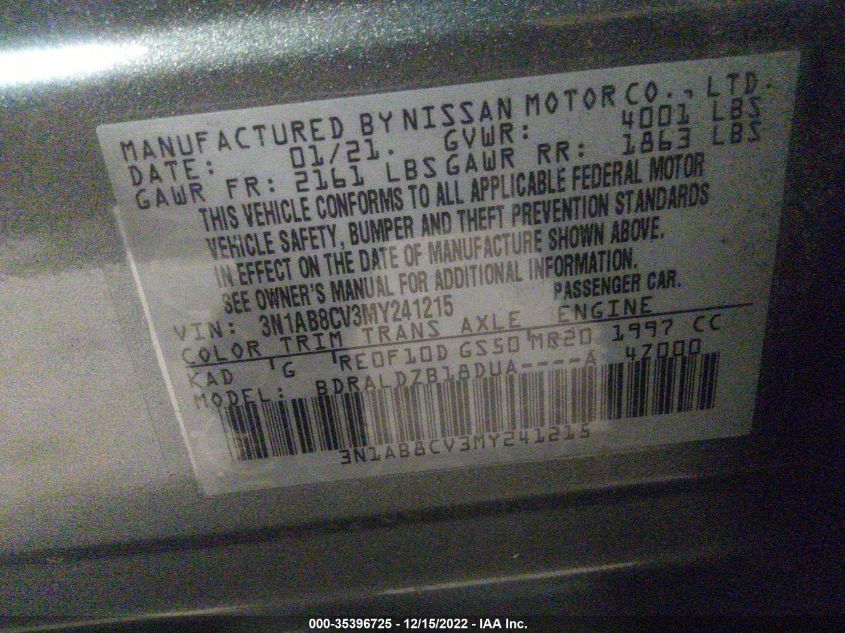 MANUFACTURED BY NISSAN MOTOR CO., LTD.
DATE: 01/21. GVWR: 4001 LBS
GAWR FR: 2161 LBS GAWR RR: 1863 LBS
THIS VEHICLE CONFORMS TO ALL APPLICABLE FEDERAL MOTOR
VEHICLE SAFETY, BUMPER AND THEFT PREVENTION STANDARDS
IN EFFECT ON THE DATE OF MANUFACTURE SHOWN ABOVE.
SEE OWNER'S MANUAL FOR ADDITIONAL INFORMATION.
VIN: 3N1AB8CV3MY241215 PASSENGER CAR.
COLOR TRIM TRANS AXLE ENGINE
KAD G RE0F10D GS50 MR20 1997 CC
MODEL: BDRALDZB18DUA----A 47000
3N1AB8CV3MY241215
000-35396725 - 12/15/2022 - IAA Inc.